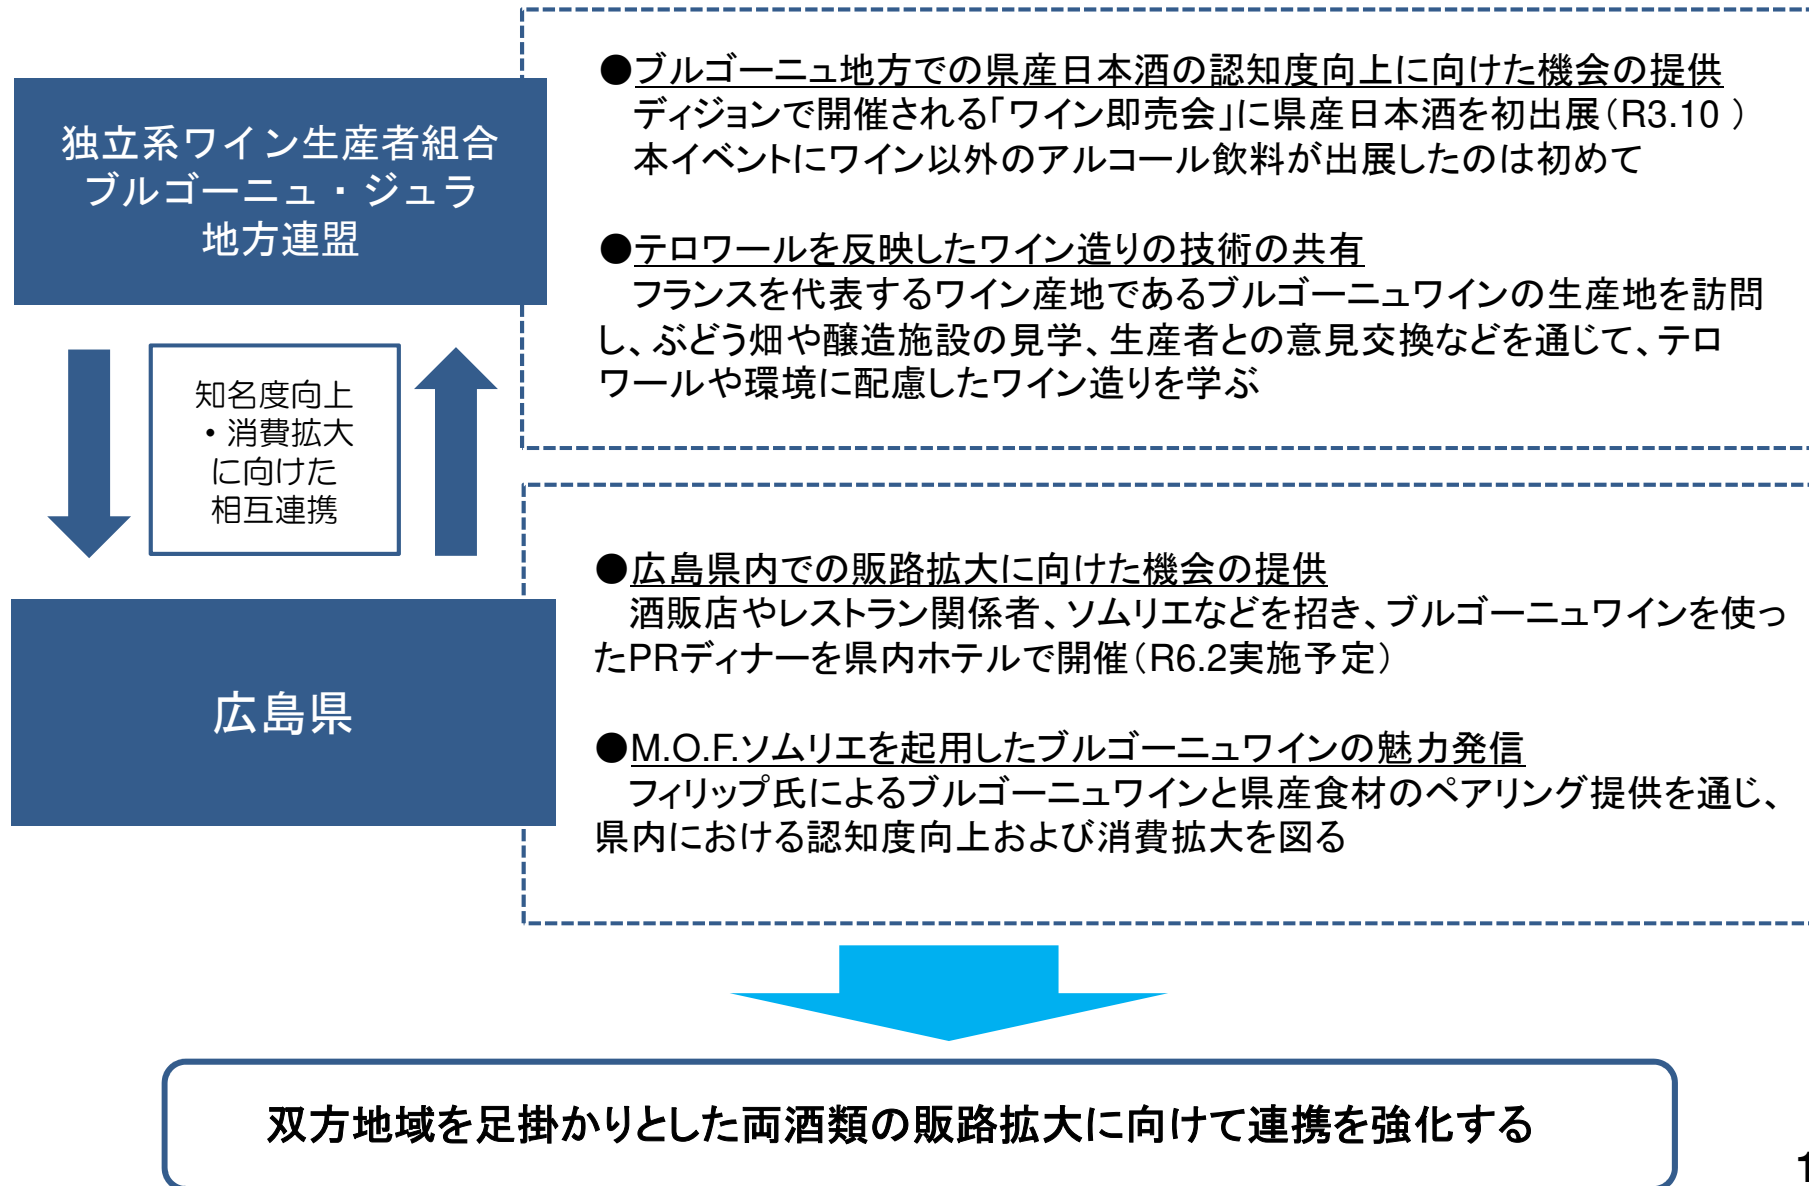 独立系ワイン生産者組合
ブルゴーニュ・ジュラ
地方連盟
●ブルゴーニュ地方での県産日本酒の認知度向上に向けた機会の提供
ディジョンで開催される｢ワイン即売会｣に県産日本酒を初出展（R3.10 ）
本イベントにワイン以外のアルコール飲料が出展したのは初めて
●テロワールを反映したワイン造りの技術の共有
フランスを代表するワイン産地であるブルゴーニュワインの生産地を訪問
し、ぶどう畑や醸造施設の見学、生産者との意見交換などを通じて、テロ
ワールや環境に配慮したワイン造りを学ぶ
知名度向上
・消費拡大
に向けた
相互連携
広島県
●広島県内での販路拡大に向けた機会の提供
酒販店やレストラン関係者、ソムリエなどを招き、ブルゴーニュワインを使っ
たPRディナーを県内ホテルで開催（R6.2実施予定）
●M.O.F.ソムリエを起用したブルゴーニュワインの魅力発信
フィリップ氏によるブルゴーニュワインと県産食材のペアリング提供を通じ、
県内における認知度向上および消費拡大を図る
双方地域を足掛かりとした両酒類の販路拡大に向けて連携を強化する